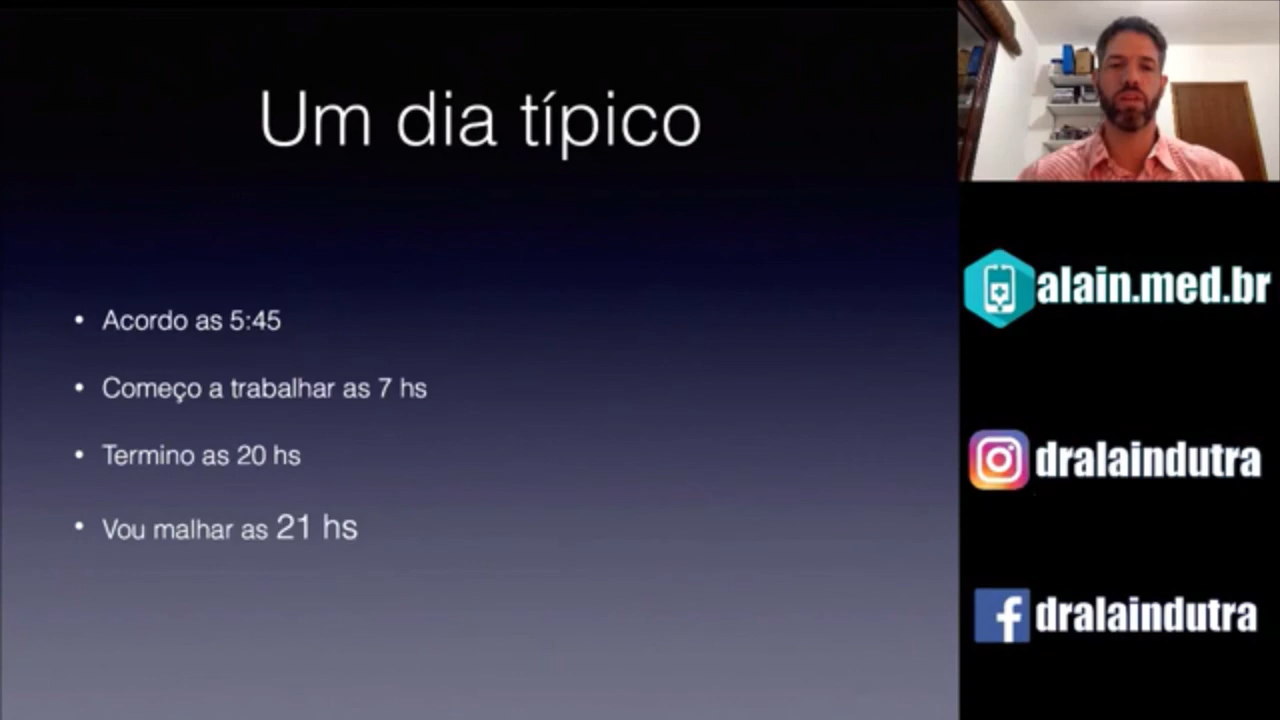 Um dia típico
• Acordo as 5:45
• Começo a trabalhar as 7 hs
• Termino as 20 hs
• Vou malhar as 21 hs
alain.med.br
dralaindutra
dralaindutra